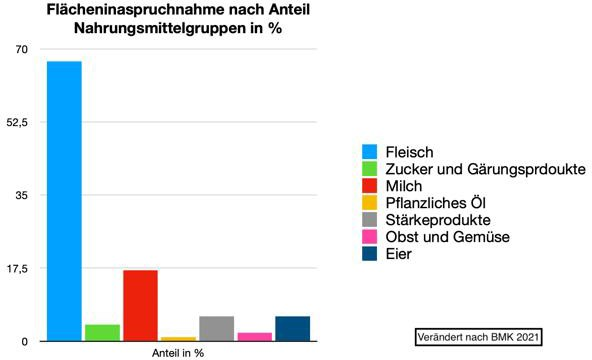 Flächeninaspruchnahme nach Anteil
Nahrungsmittelgruppen in %
70
52,5
35
17,5
0
Anteil in %
Fleisch
Zucker und Gärungsprdoukte
Milch
Pflanzliches Öl
Stärkeprodukte
Obst und Gemüse
Eier
Verändert nach BMK 2021